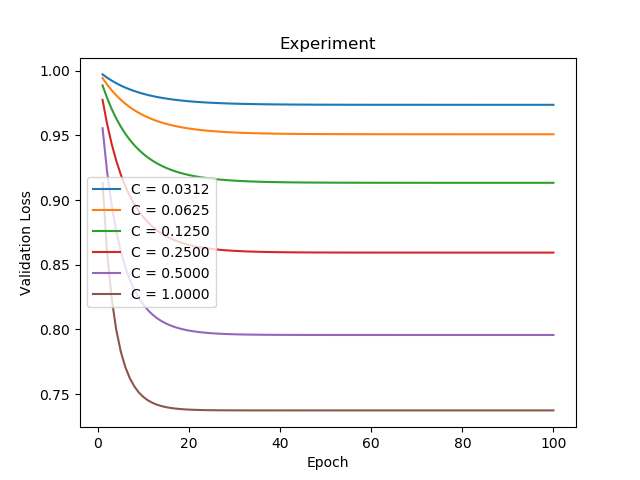 Experiment
Validation Loss
1.00
0.95
0.90
0.85
0.80
0.75
C = 0.0312
C = 0.0625
C = 0.1250
C = 0.2500
C = 0.5000
C = 1.0000
0 20 40 60 80 100
Epoch